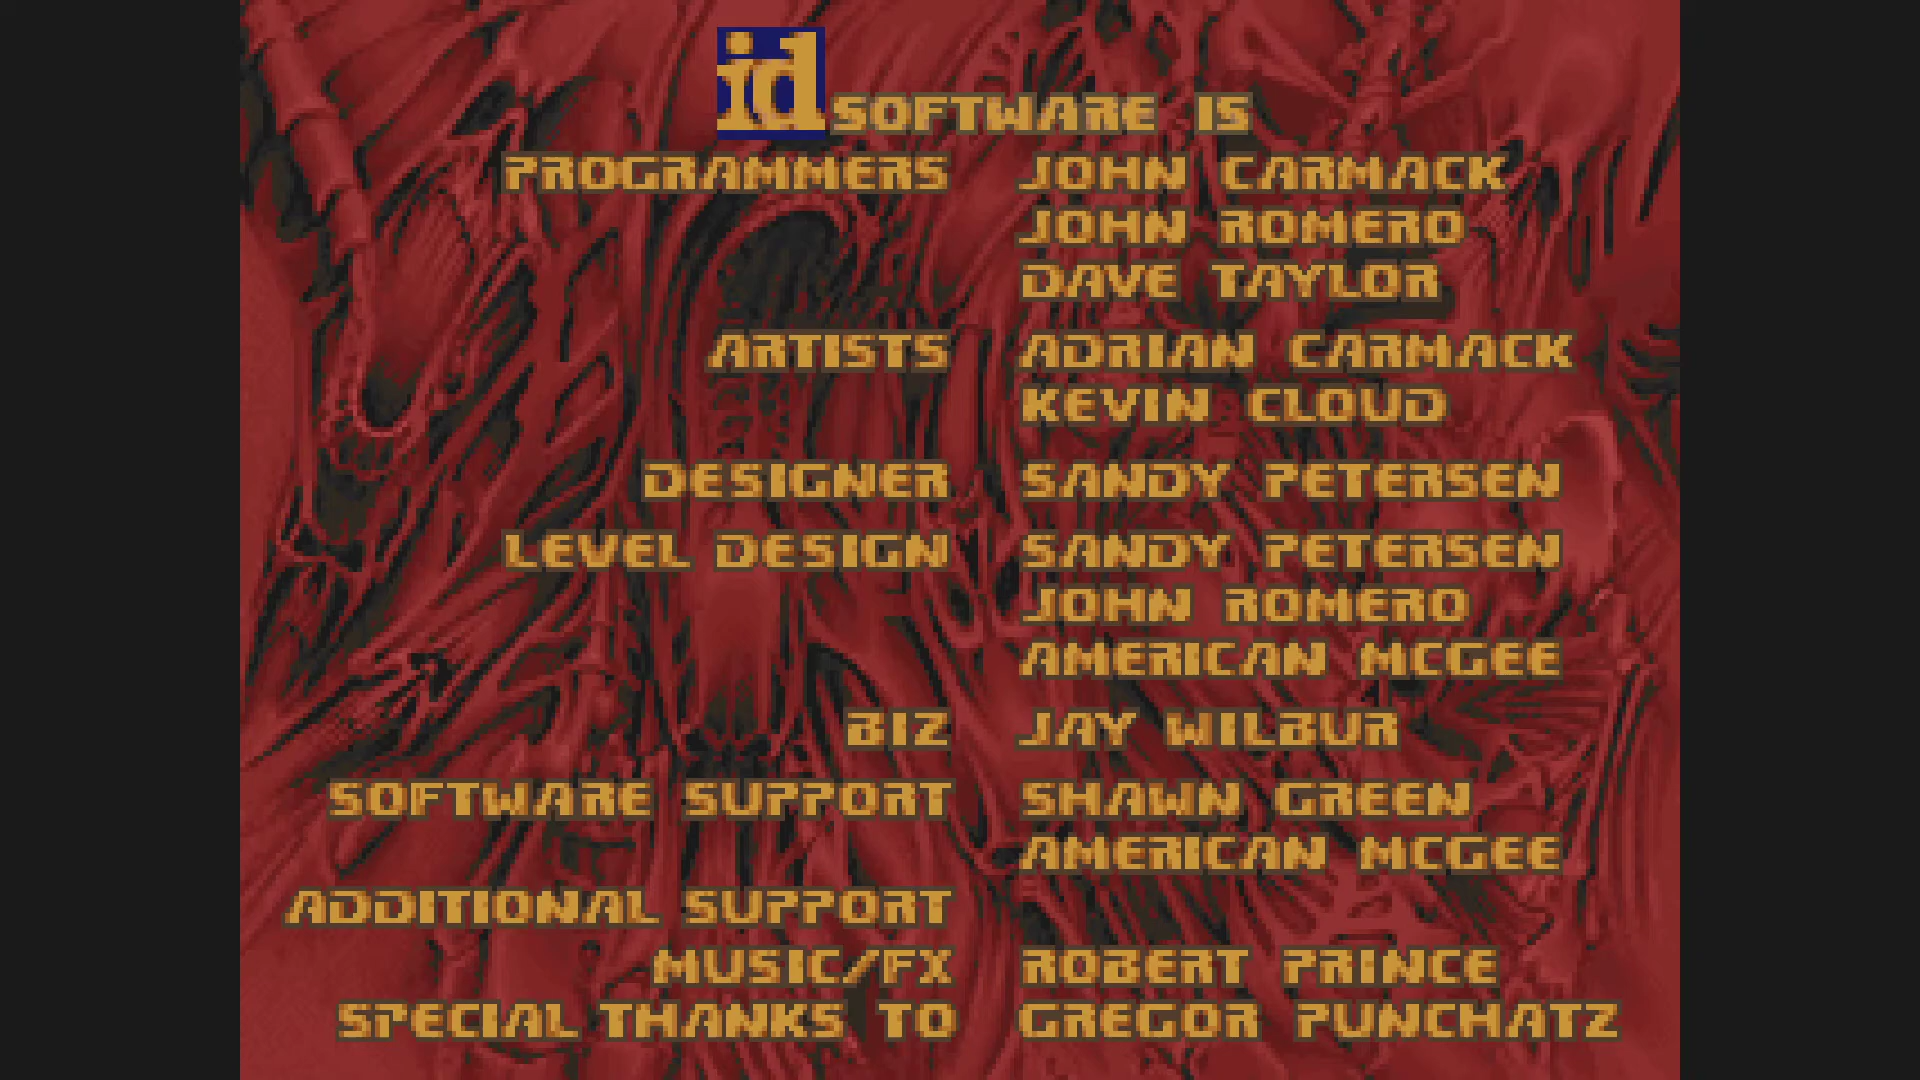 id SOFTWARE IS
PROGRAMMERS JOHN CARMACK
JOHN ROMERO
DAVE TAYLOR
ARTISTS ADRIAN CARMACK
KEVIN CLOUD
DESIGNER SANDY PETERSEN
LEVEL DESIGN SANDY PETERSEN
JOHN ROMERO
AMERICAN MCGEE
BIZ JAY WILBUR
SOFTWARE SUPPORT SHAWN GREEN
AMERICAN MCGEE
ADDITIONAL SUPPORT
MUSIC/FX ROBERT PRINCE
SPECIAL THANKS TO GREGOR PUNCHATZ